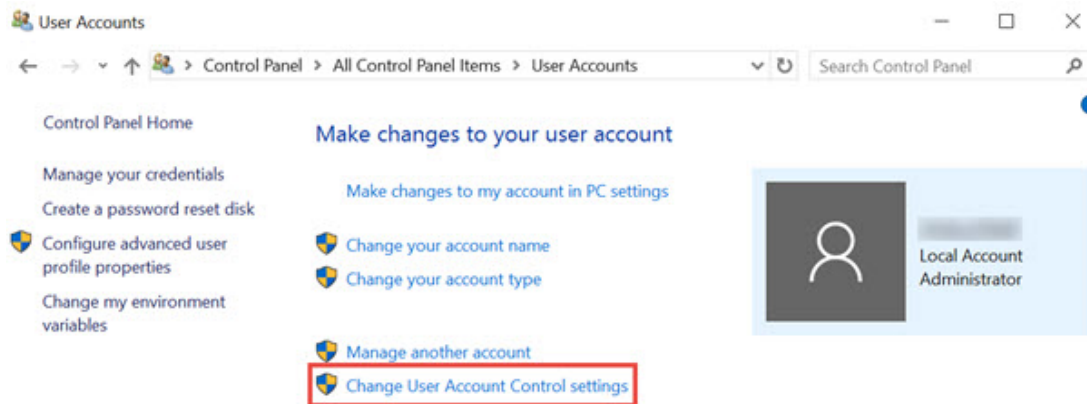 User Accounts
Control Panel > All Control Panel Items > User Accounts
Search Control Panel
Control Panel Home
Manage your credentials
Create a password reset disk
Configure advanced user
profile properties
Change my environment
variables
Make changes to your user account
Make changes to my account in PC settings
Change your account name
Change your account type
Manage another account
Change User Account Control settings
Local Account
Administrator